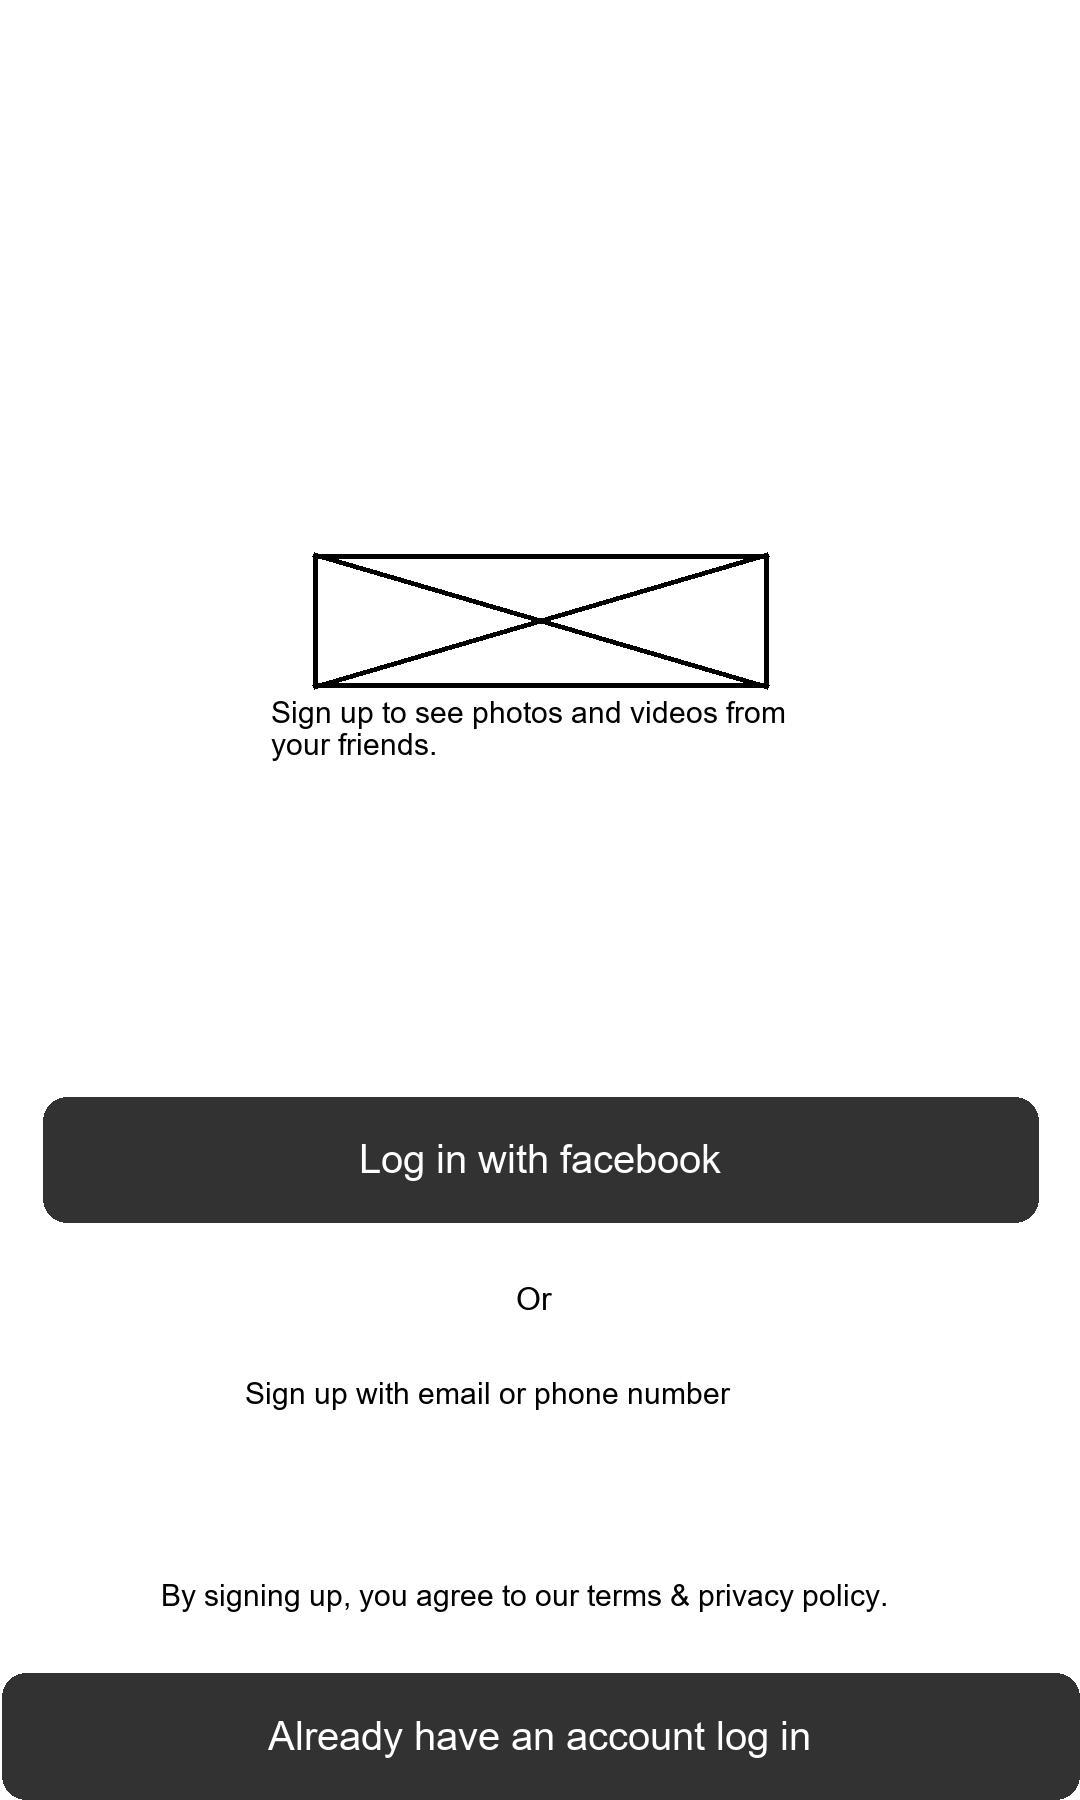 Sign up to see photos and videos from
your friends.
Log in with facebook
Or
Sign up with email or phone number
By signing up, you agree to our terms & privacy policy.
Already have an account log in